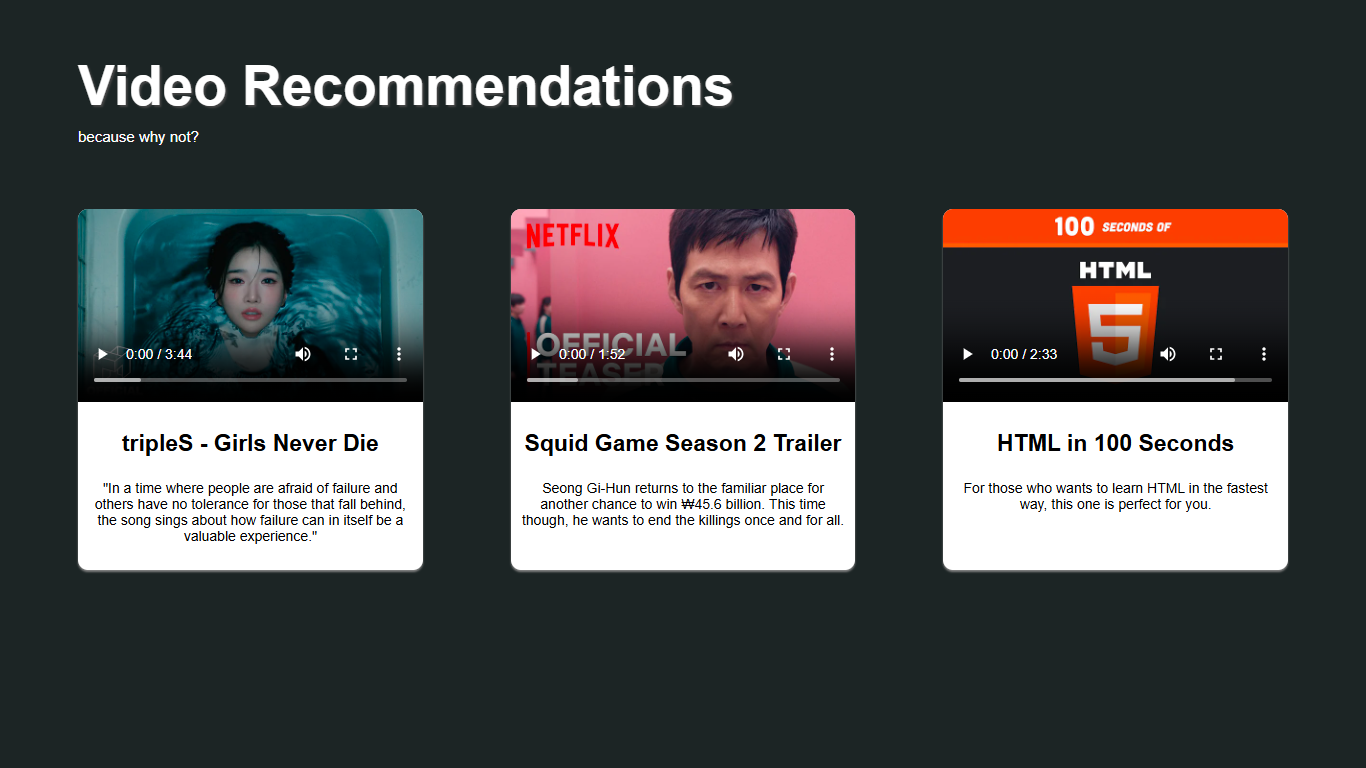 Video Recommendations
because why not?
NETFLIX
OFFICIAL
TEASER
0:00 / 3:44
0:00 / 1:52
100 SECONDS OF
HTML
5
0:00 / 2:33
tripleS - Girls Never Die
"In a time where people are afraid of failure and
others have no tolerance for those that fall behind,
the song sings about how failure can in itself be a
valuable experience."
Squid Game Season 2 Trailer
Seong Gi-Hun returns to the familiar place for
another chance to win ₩45.6 billion. This time
though, he wants to end the killings once and for all.
HTML in 100 Seconds
For those who wants to learn HTML in the fastest
way, this one is perfect for you.